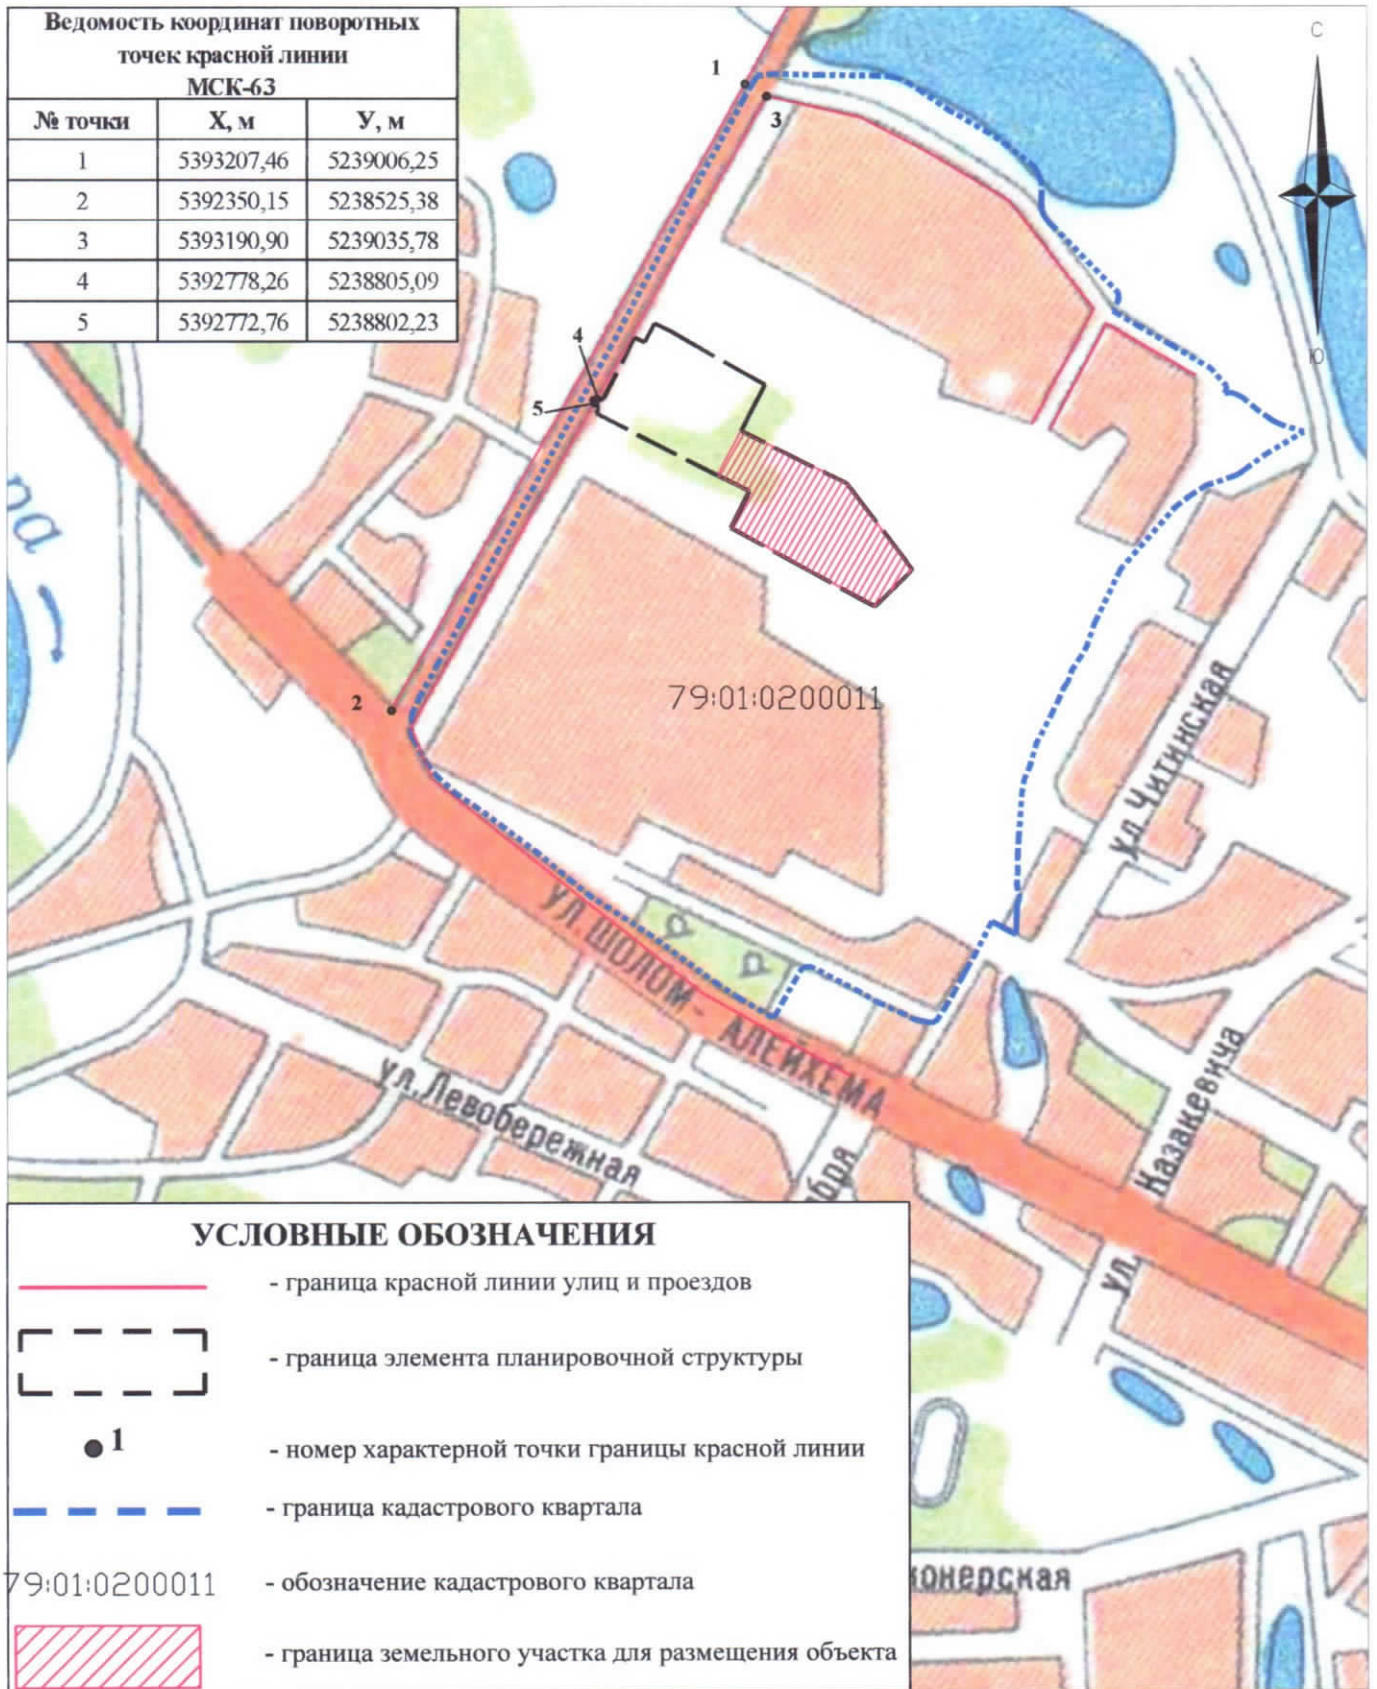 Ведомость координат поворотных
точек красной линии
МСК-63
№ точки X, м У, м
1 5393207,46 5239006,25
2 5392350,15 5238525,38
3 5393190,90 5239035,78
4 5392778,26 5238805,09
5 5392772,76 5238802,23
С
1
3
4
5
Ю
ра
2
79:01:0200011
ул. Читинская
УЛ. ШОЛОМ-АЛЕЙХЕМА
ул. Левобережная
ября
ул. Казакевича
УСЛОВНЫЕ ОБОЗНАЧЕНИЯ
- граница красной линии улиц и проездов
- граница элемента планировочной структуры
1 - номер характерной точки границы красной линии
- граница кадастрового квартала
79:01:0200011 - обозначение кадастрового квартала
- граница земельного участка для размещения объекта
онерская